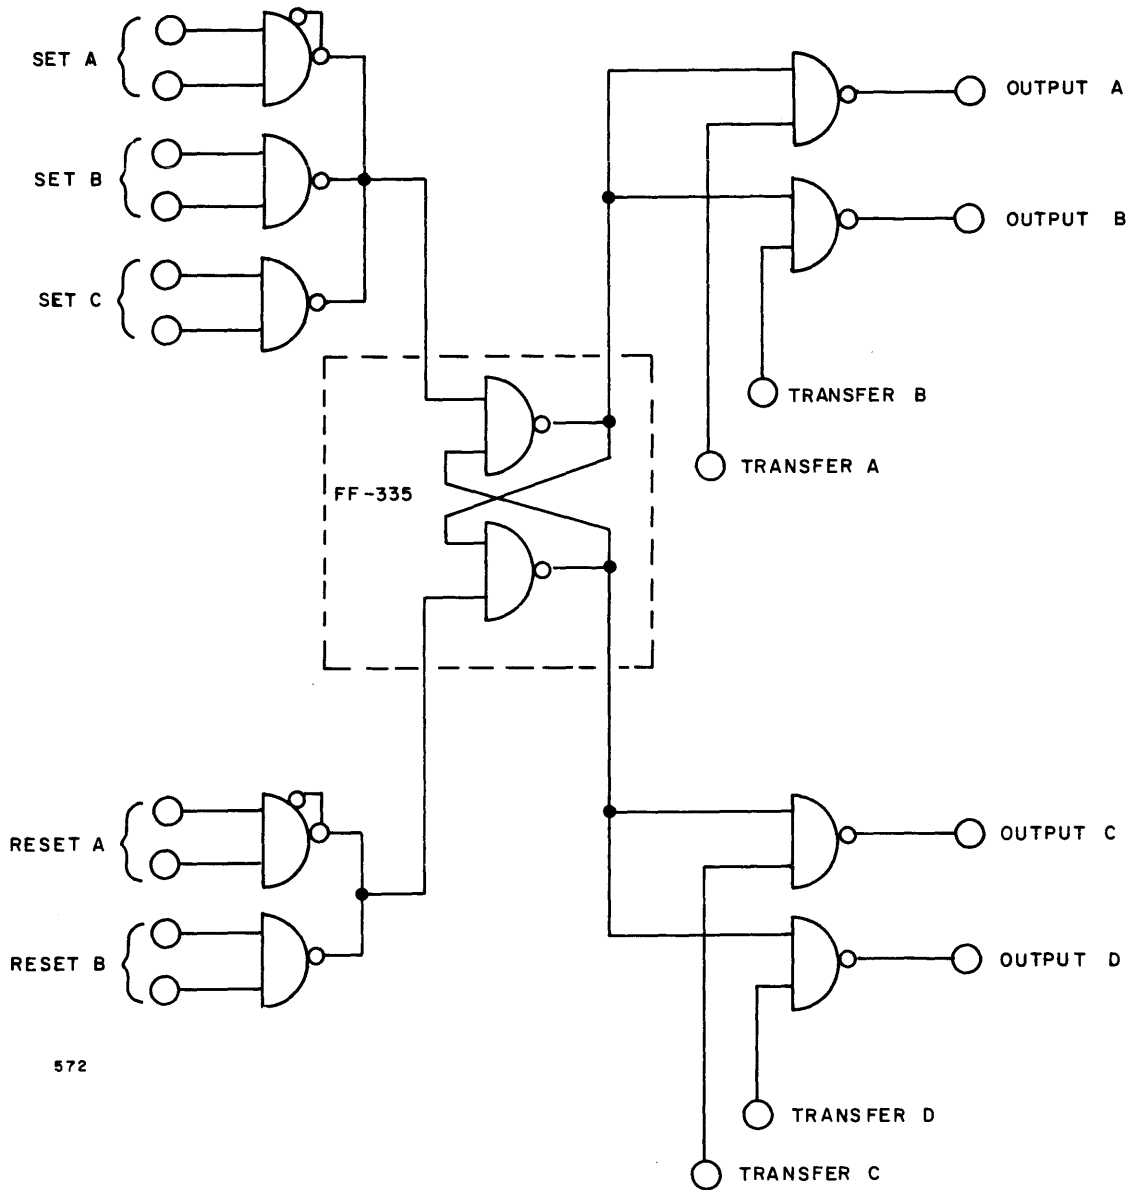 SET A
SET B
SET C
OUTPUT A
OUTPUT B
TRANSFER B
TRANSFER A
FF-335
RESET A
RESET B
OUTPUT C
OUTPUT D
572
TRANSFER D
TRANSFER C